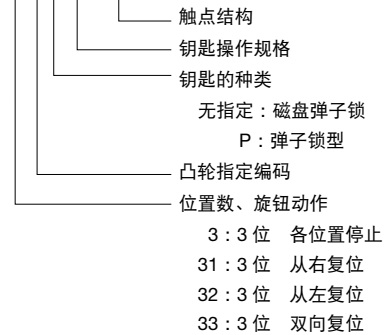 触点结构
钥匙操作规格
钥匙的种类
无指定：磁盘弹子锁
P：弹子锁型
凸轮指定编码
位置数、旋钮动作
3：3 位 各位置停止
31：3 位 从右复位
32：3 位 从左复位
33：3 位 双向复位